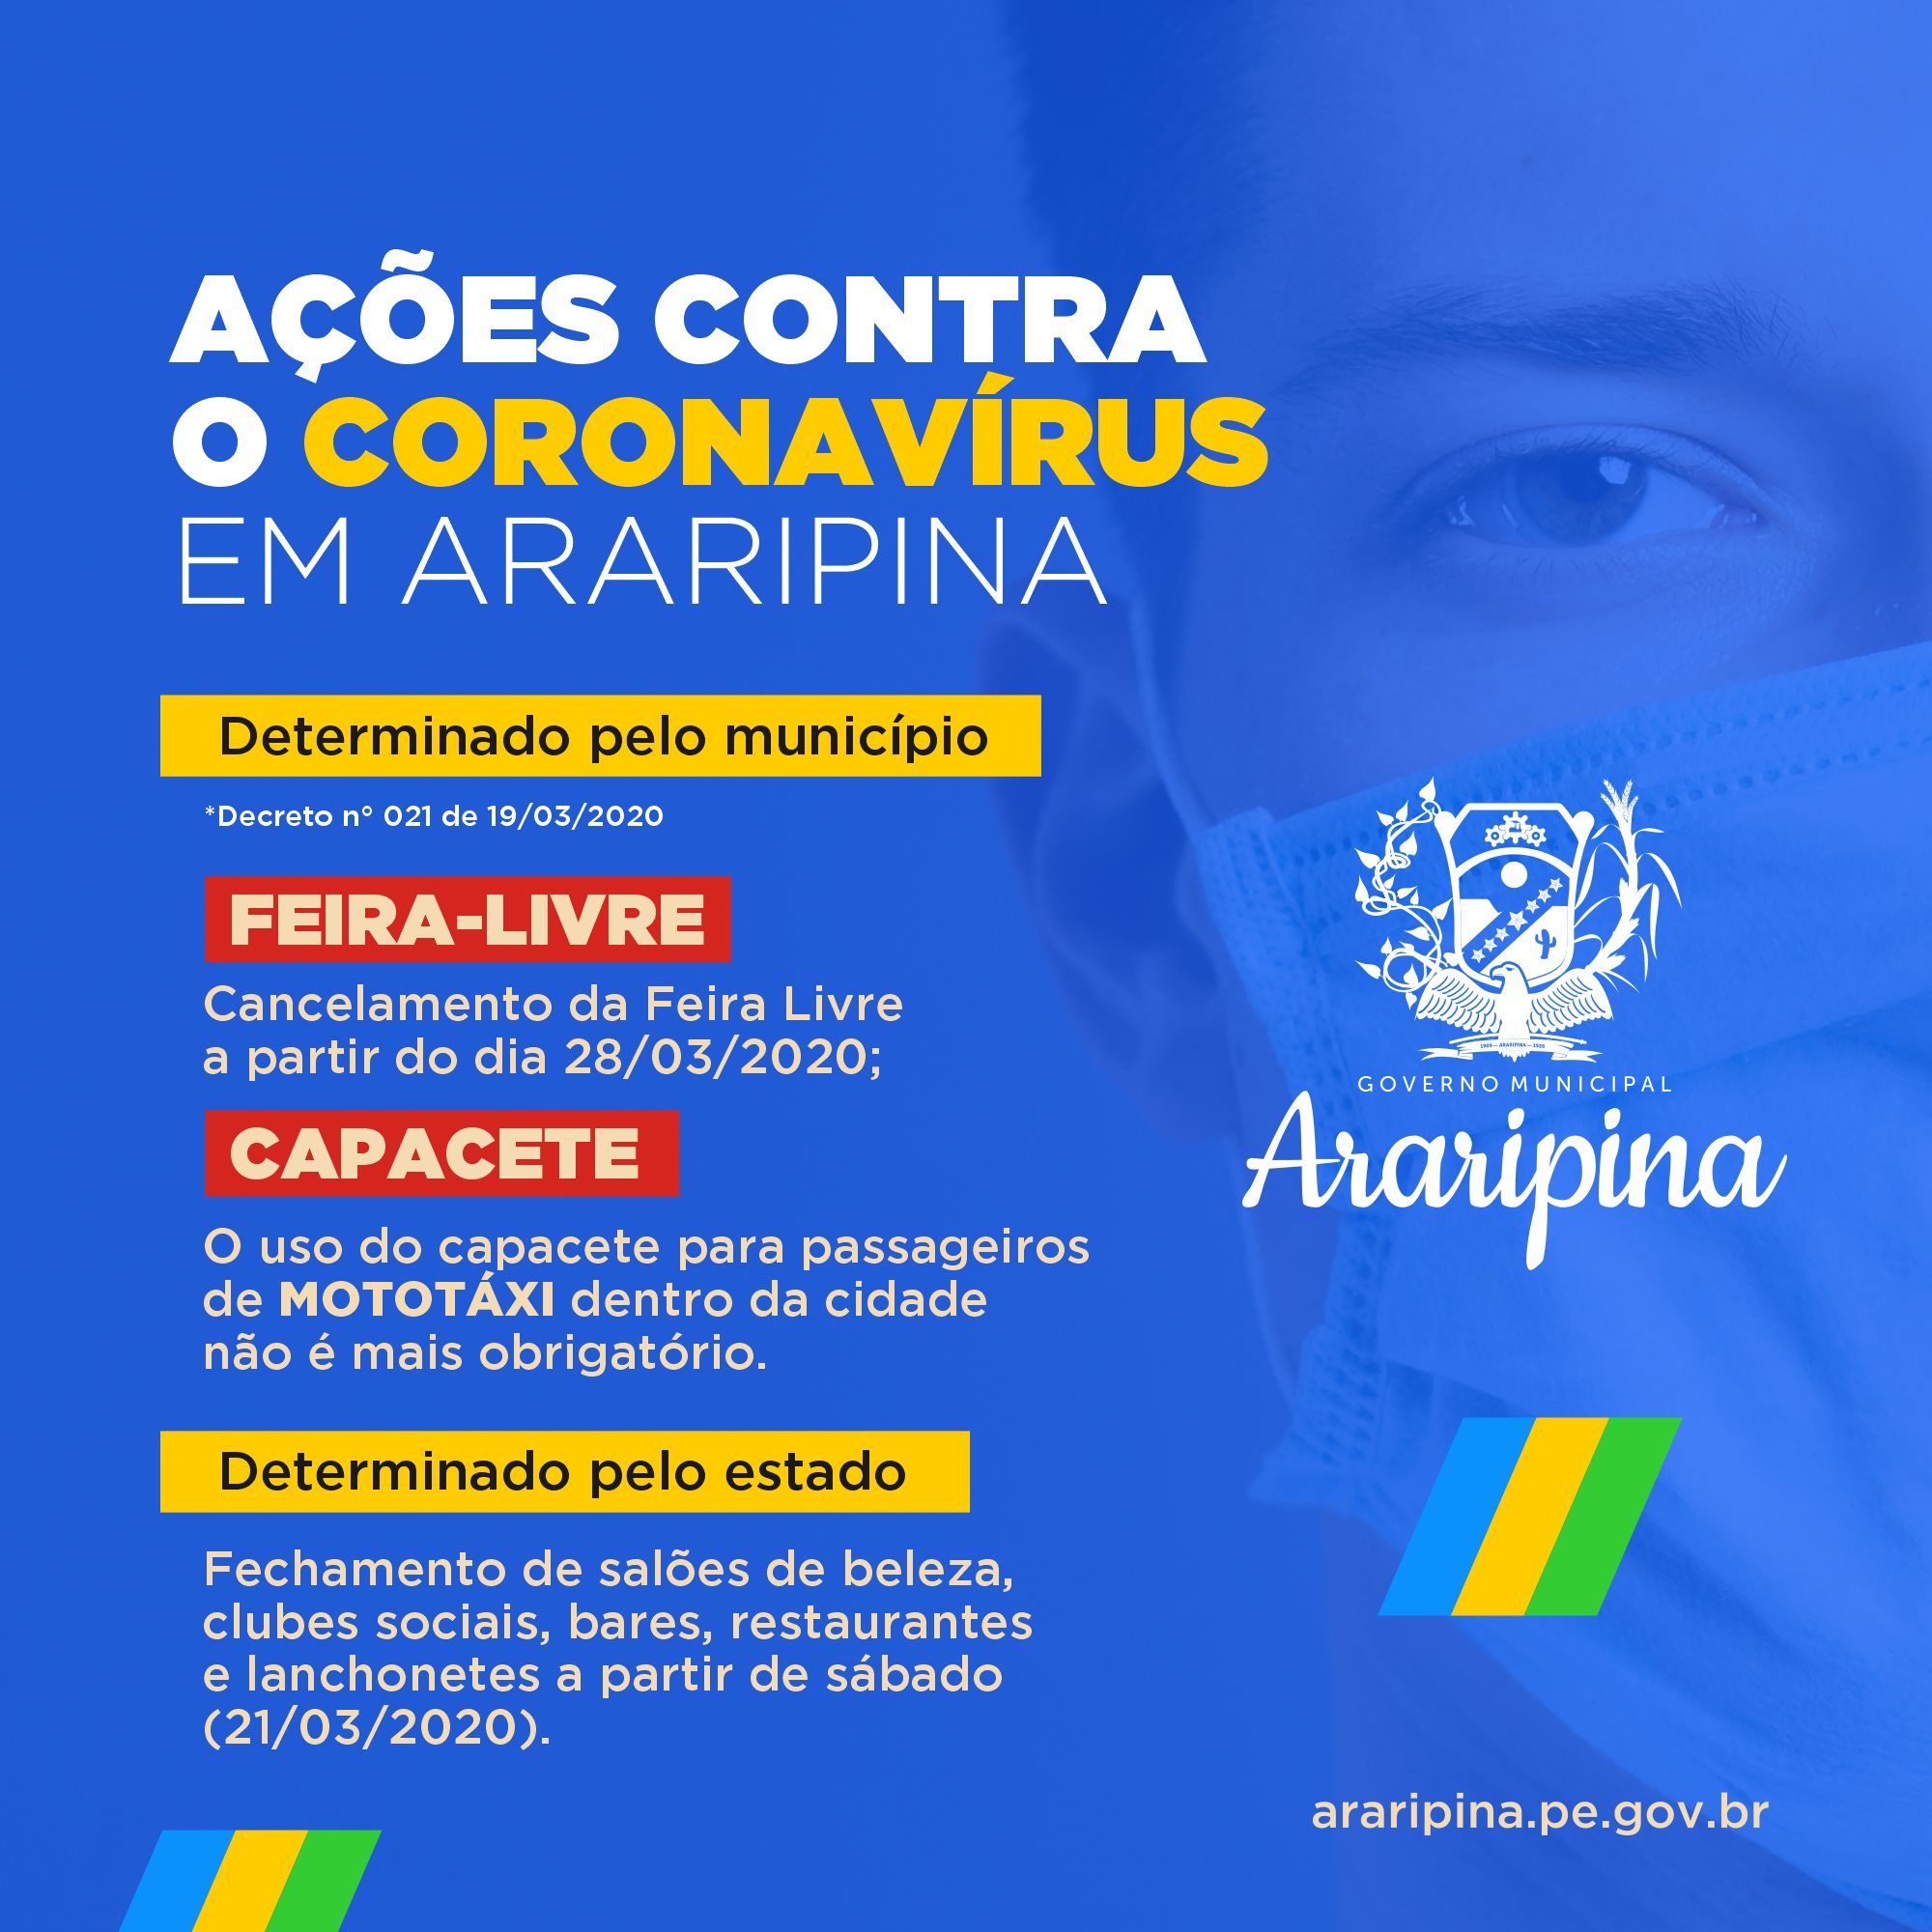 AÇÕES CONTRA
O CORONAVÍRUS
EM ARARIPINA
Determinado pelo município
*Decreto n° 021 de 19/03/2020
FEIRA-LIVRE
Cancelamento da Feira Livre
a partir do dia 28/03/2020;
CAPACETE
O uso do capacete para passageiros
de MOTOTÁXI dentro da cidade
não é mais obrigatório.
Determinado pelo estado
Fechamento de salões de beleza,
clubes sociais, bares, restaurantes
e lanchonetes a partir de sábado
(21/03/2020).
GOVERNO MUNICIPAL
Araripina
araripina.pe.gov.br